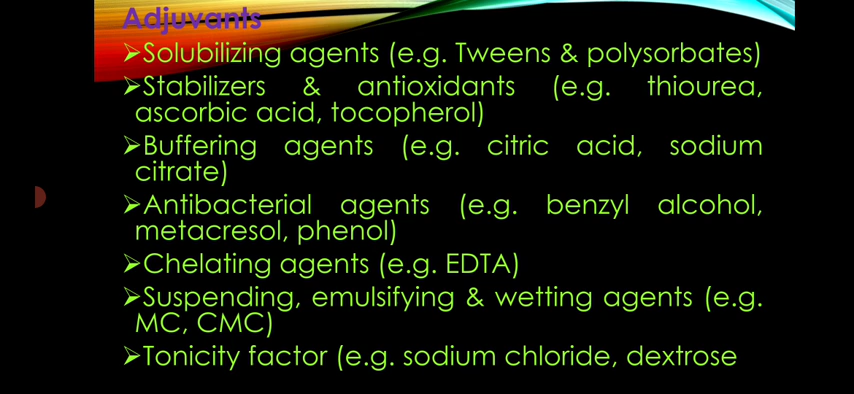 Adjuvants
➢Solubilizing agents (e.g. Tweens & polysorbates)
➢Stabilizers & antioxidants (e.g. thiourea,
ascorbic acid, tocopherol)
➢Buffering agents (e.g. citric acid, sodium
citrate)
➢Antibacterial agents (e.g. benzyl alcohol,
metacresol, phenol)
➢Chelating agents (e.g. EDTA)
➢Suspending, emulsifying & wetting agents (e.g.
MC, CMC)
➢Tonicity factor (e.g. sodium chloride, dextrose